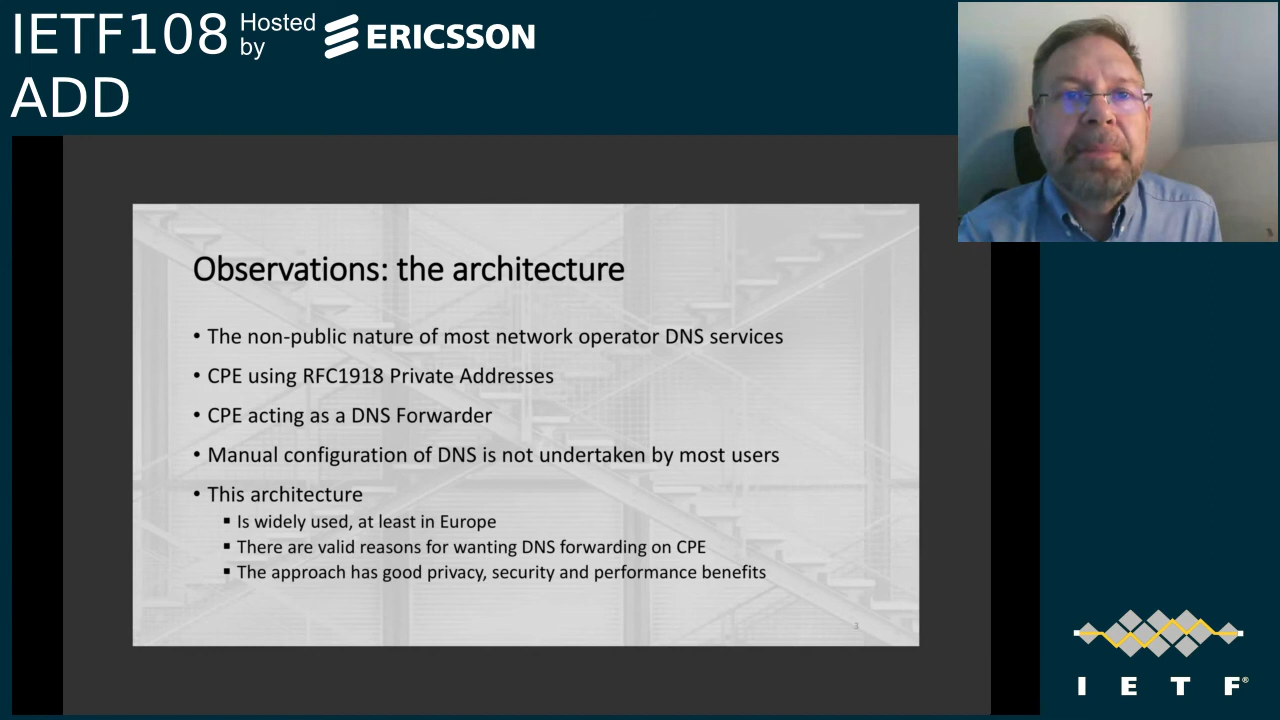 IETF108 Hosted by ERICSSON
ADD
Observations: the architecture
• The non-public nature of most network operator DNS services
• CPE using RFC1918 Private Addresses
• CPE acting as a DNS Forwarder
• Manual configuration of DNS is not undertaken by most users
• This architecture
▪ Is widely used, at least in Europe
▪ There are valid reasons for wanting DNS forwarding on CPE
▪ The approach has good privacy, security and performance benefits
3
I E T F®